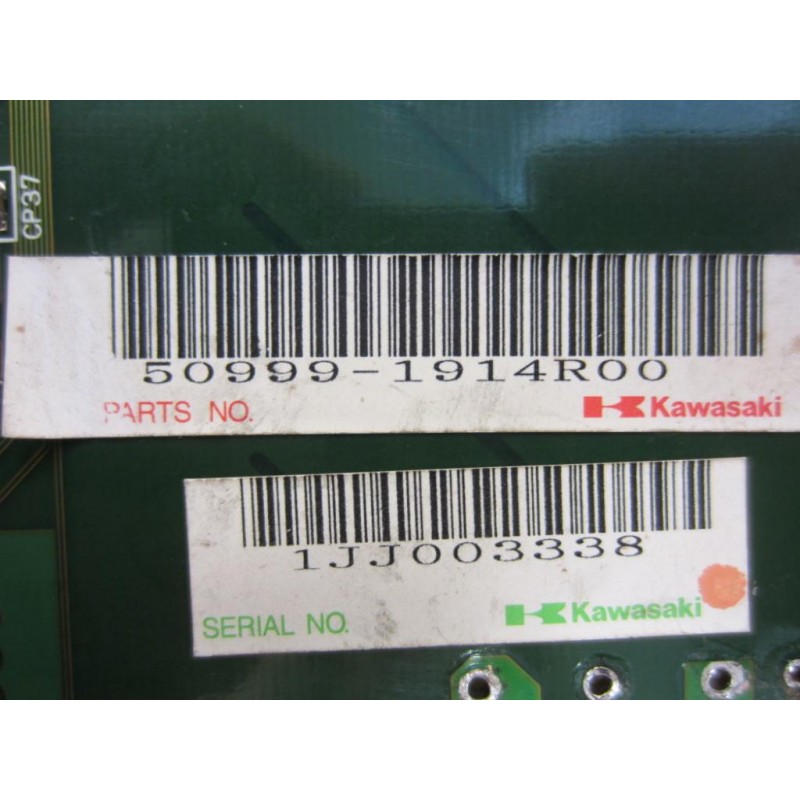 CP37
50999-1914R00
PARTS NO. Kawasaki
1JJ003338
SERIAL NO. Kawasaki